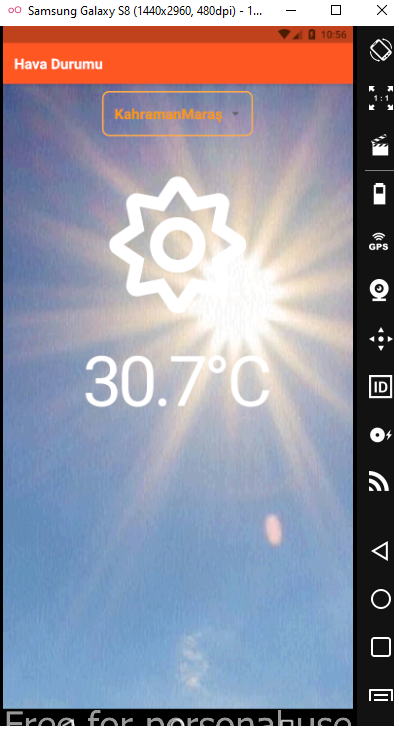 Samsung Galaxy S8 (1440x2960, 480dpi) - 1...
10:56
Hava Durumu
KahramanMaraş
1:1
30.7°C
GPS
ID
Free for personal use